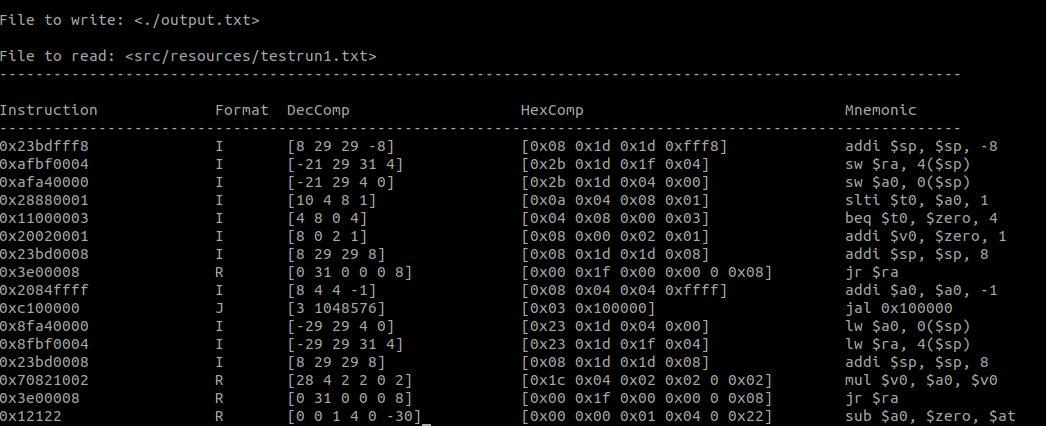 File to write: <./output.txt>
File to read: <src/resources/testrun1.txt>
-----------------------------------------------------------------------------------------------------------
Instruction             Format  DecComp                   HexComp                             Mnemonic
-----------------------------------------------------------------------------------------------------------
0x23bdfff8              I       [8 29 29 -8]              [0x08 0x1d 0x1d 0xfff8]             addi $sp, $sp, -8
0xafbf0004              I       [-21 29 31 4]             [0x2b 0x1d 0x1f 0x04]               sw $ra, 4($sp)
0xafa40000              I       [-21 29 4 0]              [0x2b 0x1d 0x04 0x00]               sw $a0, 0($sp)
0x28880001              I       [10 4 8 1]                [0x0a 0x04 0x08 0x01]               slti $t0, $a0, 1
0x11000003              I       [4 8 0 4]                 [0x04 0x08 0x00 0x03]               beq $t0, $zero, 4
0x20020001              I       [8 0 2 1]                 [0x08 0x00 0x02 0x01]               addi $v0, $zero, 1
0x23bd0008              I       [8 29 29 8]               [0x08 0x1d 0x1d 0x08]               addi $sp, $sp, 8
0x3e00008               R       [0 31 0 0 0 8]            [0x00 0x1f 0x00 0x00 0 0x08]        jr $ra
0x2084ffff              I       [8 4 4 -1]                [0x08 0x04 0x04 0xffff]             addi $a0, $a0, -1
0xc100000               J       [3 1048576]               [0x03 0x100000]                     jal 0x100000
0x8fa40000              I       [-29 29 4 0]              [0x23 0x1d 0x04 0x00]               lw $a0, 0($sp)
0x8fbf0004              I       [-29 29 31 4]             [0x23 0x1d 0x1f 0x04]               lw $ra, 4($sp)
0x23bd0008              I       [8 29 29 8]               [0x08 0x1d 0x1d 0x08]               addi $sp, $sp, 8
0x70821002              R       [28 4 2 2 0 2]            [0x1c 0x04 0x02 0x02 0 0x02]        mul $v0, $a0, $v0
0x3e00008               R       [0 31 0 0 0 8]            [0x00 0x1f 0x00 0x00 0 0x08]        jr $ra
0x12122                 R       [0 0 1 4 0 -30]           [0x00 0x00 0x01 0x04 0 0x22]        sub $a0, $zero, $at